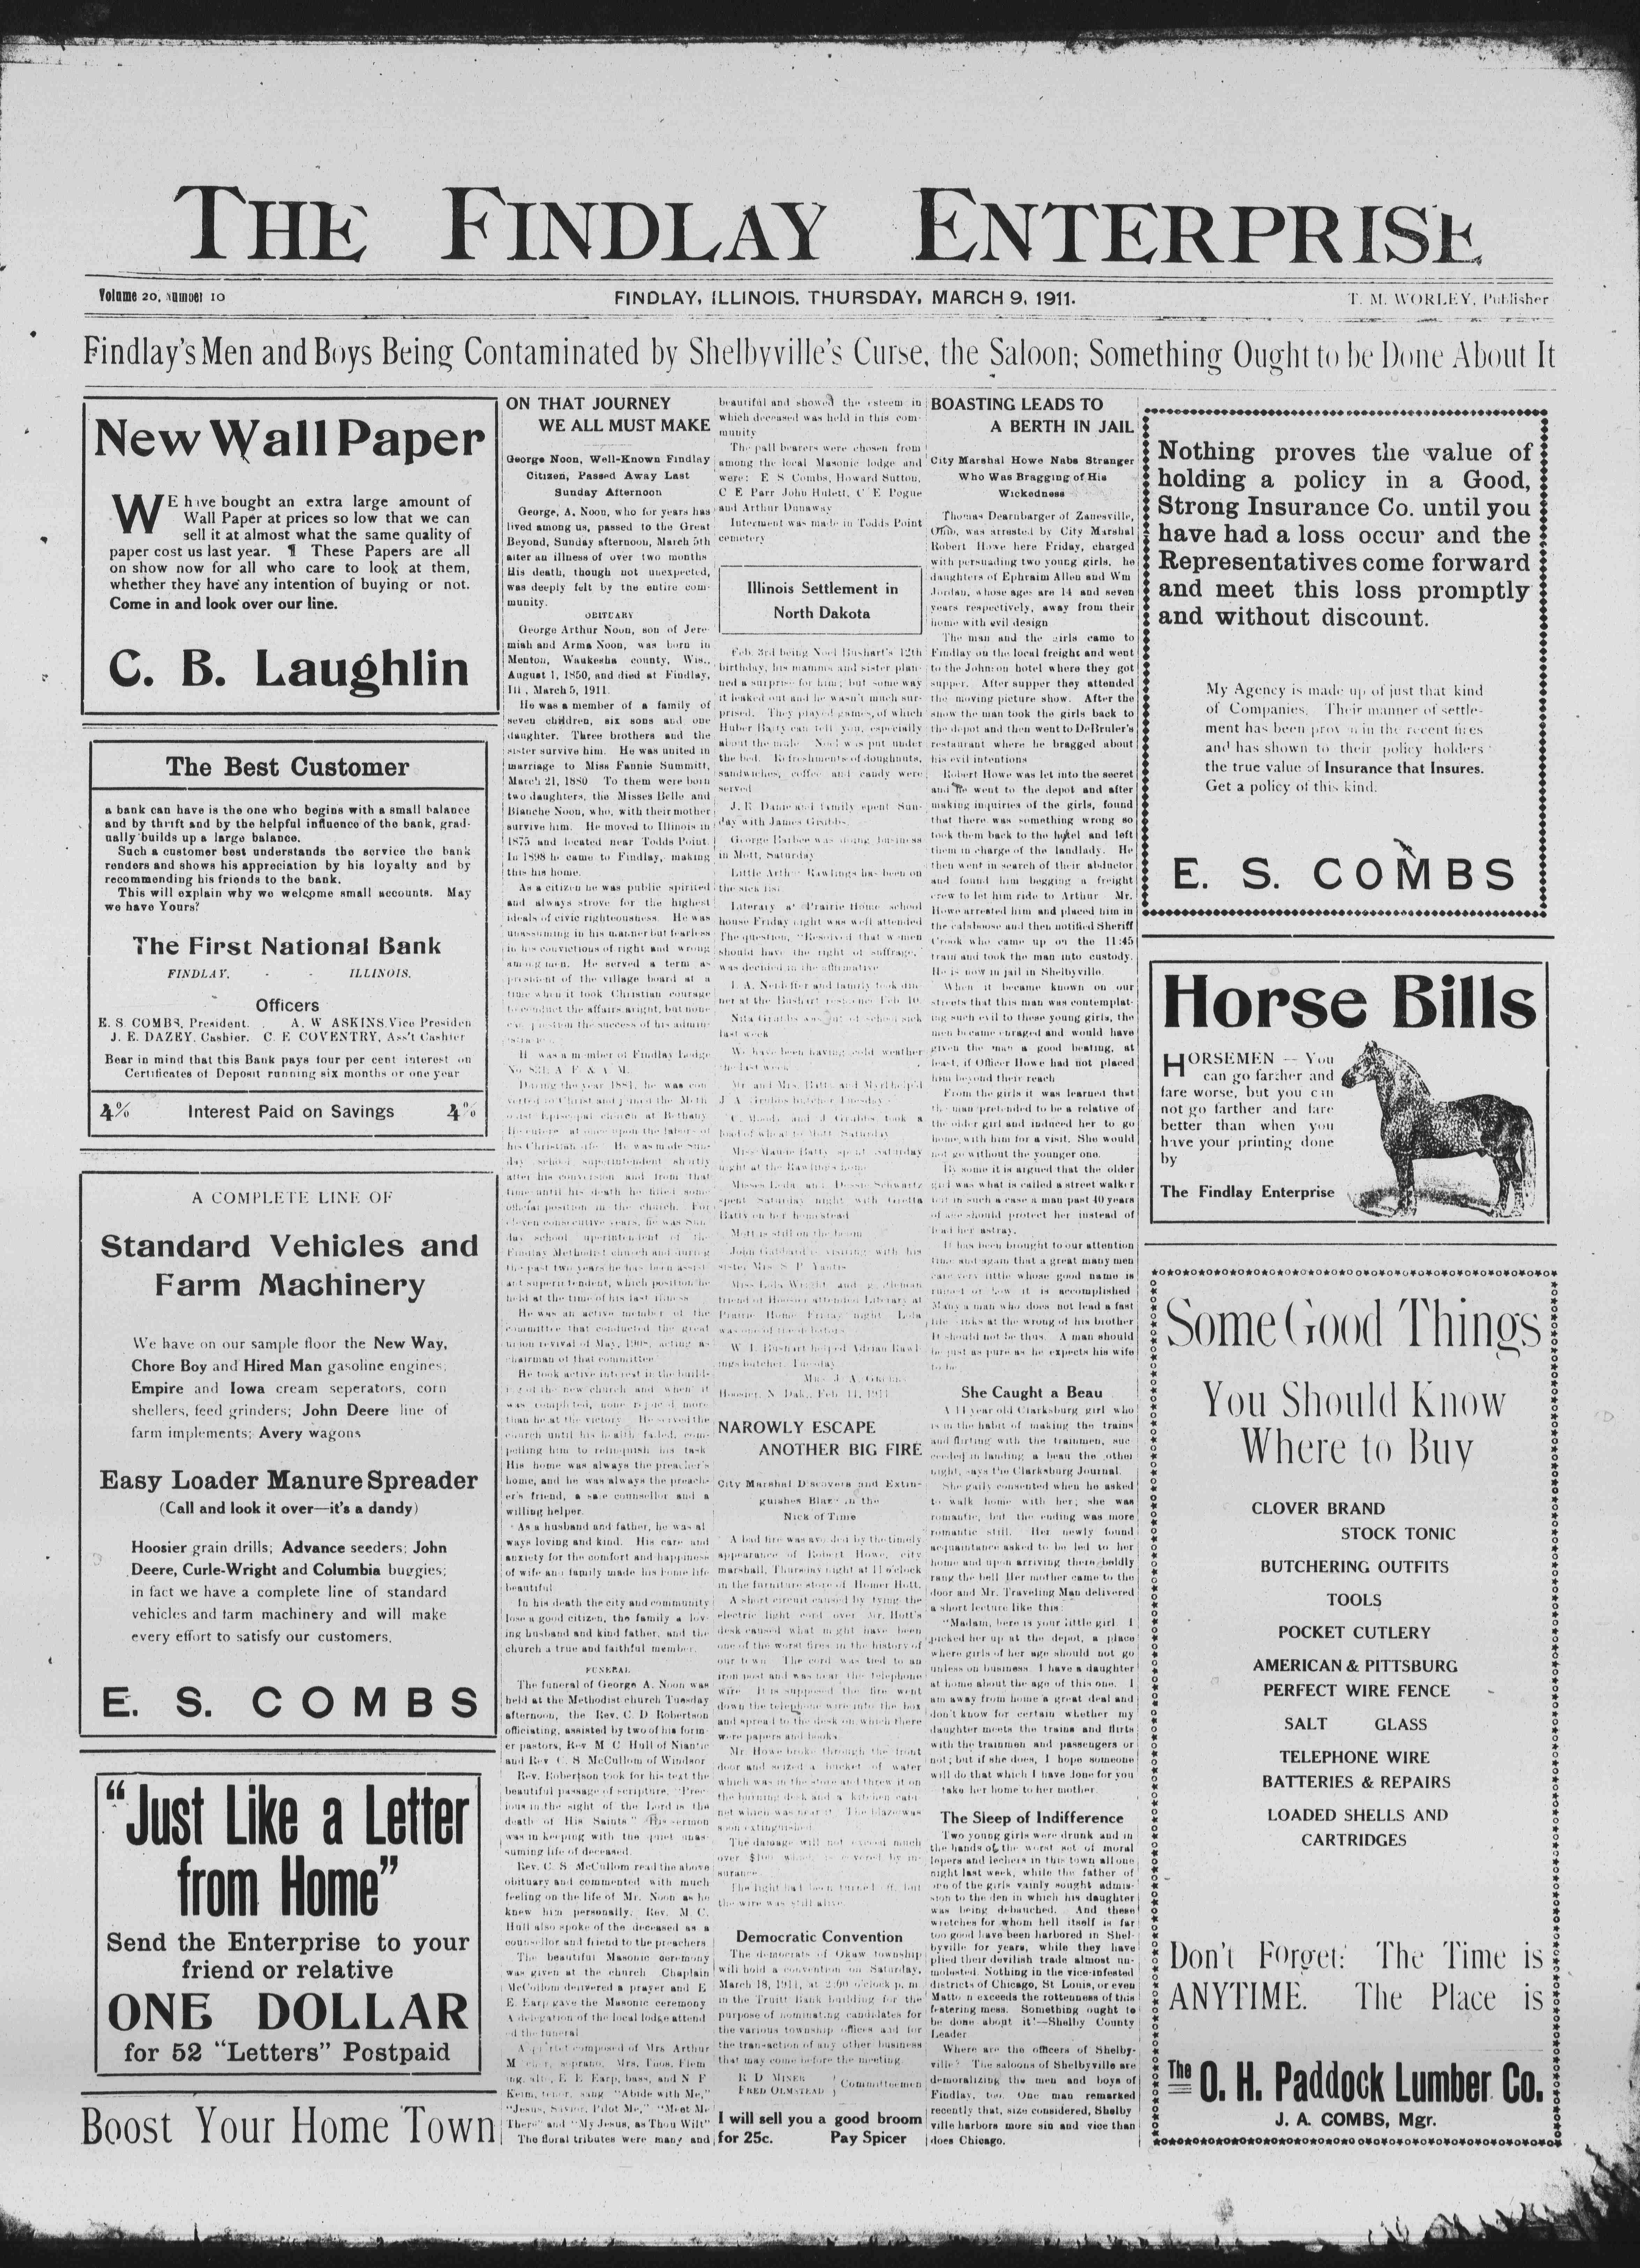 THE FINDLAY ENTERPRISE
Volume 20, Number 10
FINDLAY, ILLINOIS, THURSDAY, MARCH 9, 1911.
T. M. WORLEY, Publisher
Findlay's Men and Boys Being Contaminated by Shelbyville's Curse, the Saloon; Something Ought to be Done About It
New Wall Paper
WE have bought an extra large amount of
Wall Paper at prices so low that we can
sell it at almost what the same quality of
paper cost us last year. ¶ These Papers are all
on show now for all who care to look at them,
whether they have any intention of buying or not.
Come in and look over our line.
C. B. Laughlin
The Best Customer
a bank can have is the one who begins with a small balance
and by thrift and by the helpful influence of the bank, grad-
ually builds up a large balance.
Such a customer best understands the service the bank
renders and shows his appreciation by his loyalty and by
recommending his friends to the bank.
This will explain why we welcome small accounts. May
we have Yours?
The First National Bank
FINDLAY, - - ILLINOIS.
Officers
E. S. COMBS, President. A. W ASKINS, Vice Presiden
J. E. DAZEY, Cashier. C. E COVENTRY, Ass't Cashier
Bear in mind that this Bank pays four per cent interest on
Certificates of Deposit running six months or one year
4% Interest Paid on Savings 4%
A COMPLETE LINE OF
Standard Vehicles and
Farm Machinery
We have on our sample floor the New Way,
Chore Boy and Hired Man gasoline engines;
Empire and Iowa cream seperators, corn
shellers, feed grinders; John Deere line of
farm implements; Avery wagons
Easy Loader Manure Spreader
(Call and look it over—it's a dandy)
Hoosier grain drills; Advance seeders; John
Deere, Curle-Wright and Columbia buggies;
in fact we have a complete line of standard
vehicles and farm machinery and will make
every effort to satisfy our customers.
E. S. COMBS
"Just Like a Letter
from Home"
Send the Enterprise to your
friend or relative
ONE DOLLAR
for 52 "Letters" Postpaid
Boost Your Home Town
ON THAT JOURNEY
WE ALL MUST MAKE
George Noon, Well-Known Findlay
Citizen, Passed Away Last
Sunday Afternoon
George, A. Noon, who for years has
lived among us, passed to the Great
Beyond, Sunday afternoon, March 5th
after an illness of over two months
His death, though not unexpected,
was deeply felt by the entire com-
munity.
OBITUARY
George Arthur Noon, son of Jere-
miah and Arma Noon, was born in
Menton, Waukesha county, Wis.,
August 1, 1850, and died at Findlay,
Ill , March 5, 1911.
He was a member of a family of
seven children, six sons and one
daughter. Three brothers and the
sister survive him. He was united in
marriage to Miss Fannie Summitt,
March 21, 1880 To them were born
two daughters, the Misses Belle and
Blanche Noon, who, with their mother
survive him. He moved to Illinois in
1875 and located near Todds Point.
In 1898 he came to Findlay, making
this his home.
As a citizen he was public spirited
and always strove for the highest
ideals of civic righteousness. He was
unassuming in his manner but fearless
in his convictions of right and wrong
among men. He served a term as
president of the village board at a
time when it took Christian courage
to conduct the affairs aright, but none
can question the success of his admin-
He was a member of Findlay Lodge
No 831, A F. & A M.
During the year 1881, he was con-
verted to Christ and joined the Meth
odist Episcopal church at Bethany.
He entered at once upon the labors of
his Christian life He was made Sun-
day school superintendent shortly
after his conversion and from that
time until his death he filled some
official position in the church. For
eleven consecutive years, he was Sun-
day school superintendent of the
Findlay Methodist church and during
the past two years he has been assist-
ant superintendent, which position he
held at the time of his last illness
He was an active member of the
committee that conducted the great
union revival of May, 1908, acting as
chairman of that committee
He took active interest in the build-
ing of the new church and when it
was completed, none rejoiced more
than he at the victory He served the
church until his health failed, com-
pelling him to relinquish his task
His home was always the preacher's
home, and he was always the preach-
er's friend, a safe counsellor and a
willing helper.
As a husband and father, he was al
ways loving and kind. His care and
anxiety for the comfort and happiness
of wife and family made his home life
beautiful
In his death the city and community
lose a good citizen, the family a lov-
ing husband and kind father, and the
church a true and faithful member.
FUNERAL
The funeral of George A. Noon was
held at the Methodist church Tuesday
afternoon, the Rev. C. D Robertson
officiating, assisted by two of his form-
er pastors, Rev M C Hull of Niantic
and Rev C. S McCullom of Windsor
Rev. Robertson took for his text the
beautiful passage of scripture, "Prec-
ious in the sight of the Lord is the
death of His Saints" His sermon
was in keeping with the quiet unas-
suming life of deceased.
Rev. C. S McCullom read the above
obituary and commented with much
feeling on the life of Mr. Noon as he
knew him personally. Rev. M. C.
Hull also spoke of the deceased as a
counsellor and friend to the preachers
The beautiful Masonic ceremony
was given at the church Chaplain
McCollom delivered a prayer and E
E. Earp gave the Masonic ceremony
A delegation of the local lodge attend
ed the funeral
A quartet composed of Mrs Arthur
soprano, Mrs. Enos, Flem
ing, alto, E E Earp, bass, and N F
Keim, tenor, sang "Abide with Me,"
"Jesus, Savior, Pilot Me," "Meet Me
There" and "My Jesus, as Thou Wilt"
The floral tributes were many and
beautiful and showed the esteem in
which deceased was held in this com-
munity
The pall bearers were chosen from
among the local Masonic lodge and
were: E S Combs, Howard Sutton,
C E Parr John Hulett, C E Pogue
and Arthur Dunaway
Interment was made in Todds Point
cemetery
Illinois Settlement in
North Dakota
Feb. 3rd being Noel Bushart's 12th
birthday, his mamma and sister plan-
ned a surprise for him; but some way
it leaked out and he wasn't much sur-
prised. They played games, of which
Huber Batty can tell you, especially
about the mule Noel was put under
the bed. Refreshments of doughnuts,
sandwiches, coffee and candy were
served
J. R Dame and family spent Sun-
day with James Grabbs.
George Barbee was doing business
in Mott, Saturday
Little Arthur Rawlings has been on
the sick list
Literary at Prairie Home school
house Friday night was well attended
The question, "Resolved that women
should have the right of suffrage,"
was decided in the affirmative
and family took din-
ner at the Bushart residence Feb 10.
Nita Grabbs was out of school sick
last week
We have been having cold weather
the last week
Mr and Mrs. Batty and Myrl helped
J A Grabbs butcher Tuesday
C. Moody and J Grabbs took a
load of wheat to Mott Saturday
Miss Mamie Batty spent Saturday
night at the Rawlings home
Misses Leda and Dessie Schwartz
spent Saturday night with Gretta
Batty on her homestead
Mott is still on the boom
John Gabbard is visiting with his
sister Mrs S P Yantis
Miss Lola Wright and gentleman
friend of Hoosier attended Literary at
Prairie Home Friday night. Lola
was one of the debaters
W I. Bushart helped Adrian Rawl-
ings butcher, Tuesday
Mrs. J A. Grabbs
Hoosier, N Dak., Feb. 14, 1911
NAROWLY ESCAPE
ANOTHER BIG FIRE
City Marshal Discovers and Extin-
guishes Blaze in the
Nick of Time
A bad fire was avoided by the timely
appearance of Robert Howe, city
marshall, Thursday night at 11 o'clock
in the furniture store of Homer Hott.
A short circuit caused by tying the
electric light cord over Mr. Hott's
desk caused what might have been
one of the worst fires in the history of
our town The cord was tied to an
iron post and was near the telephone
wire It is supposed the fire went
down the telephone wire into the box
and spread to the desk on which there
were papers and books
Mr Howe broke through the front
door and seized a bucket of water
which was in the store and threw it on
the burning desk and a kitchen cabi-
net which was near it The blaze was
soon extinguished
The damage will not exceed much
over $100 which is covered by in-
surance
The light had been turned off, but
the wire was still alive
Democratic Convention
The democrats of Okaw township
will hold a convention on Saturday,
March 18, 1911, at 2:00 o'clock p. m.
in the Truitt Bank building for the
purpose of nominating candidates for
the various township offices and for
the transaction of any other business
that may come before the meeting.
R D MINER
FRED OLMSTEAD } Committeemen
I will sell you a good broom
for 25c. Pay Spicer
BOASTING LEADS TO
A BERTH IN JAIL
City Marshal Howe Nabs Stranger
Who Was Bragging of His
Wickedness
Thomas Dearnbarger of Zanesville,
Ohio, was arrested by City Marshal
Robert Howe here Friday, charged
with persuading two young girls, he
daughters of Ephraim Allen and Wm
Jordan, whose ages are 14 and seven
years respectively, away from their
home with evil design
The man and the girls came to
Findlay on the local freight and went
to the Johnson hotel where they got
supper. After supper they attended
the moving picture show. After the
show the man took the girls back to
the depot and then went to DeBruler's
restaurant where he bragged about
his evil intentions
Robert Howe was let into the secret
and he went to the depot and after
making inquiries of the girls, found
that there was something wrong so
took them back to the hotel and left
them in charge of the landlady. He
then went in search of their abductor
and found him begging a freight
crew to let him ride to Arthur Mr.
Howe arrested him and placed him in
the calaboose and then notified Sheriff
Crook who came up on the 11:45
train and took the man into custody.
He is now in jail in Shelbyville.
When it became known on our
streets that this man was contemplat-
ing such evil to these young girls, the
men became enraged and would have
given the man a good beating, at
least, if Officer Howe had not placed
him beyond their reach
From the girls it was learned that
the man pretended to be a relative of
the older girl and induced her to go
home with him for a visit. She would
not go without the younger one.
By some it is argued that the older
girl was what is called a street walker
but in such a case a man past 40 years
of age should protect her instead of
lead her astray.
It has been brought to our attention
time and again that a great many men
care very little whose good name is
ruined or how it is accomplished
Many a man who does not lead a fast
life winks at the wrong of his brother
It should not be thus. A man should
be just as pure as he expects his wife
to be
She Caught a Beau
A 14 year old Clarksburg girl who
is in the habit of making the trains
and flirting with the trainmen, suc
ceeded in landing a beau the other
night, says the Clarksburg Journal.
She gaily consented when he asked
to walk home with her; she was
romantic, but the ending was more
romantic still. Her newly found
acquaintance asked to be led to her
home and upon arriving there boldly
rang the bell Her mother came to the
door and Mr. Traveling Man delivered
a short lecture like this:
"Madam, here is your little girl I
picked her up at the depot, a place
where girls of her age should not go
unless on business. I have a daughter
at home about the age of this one. I
am away from home a great deal and
don't know for certain whether my
daughter meets the trains and flirts
with the trainmen and passengers or
not; but if she does, I hope someone
will do that which I have done for you
take her home to her mother.
The Sleep of Indifference
Two young girls were drunk and in
the hands of the worst set of moral
lepers and lechers in this town all one
night last week, while the father of
one of the girls vainly sought admis-
sion to the den in which his daughter
was being debauched. And these
wretches for whom hell itself is far
too good have been harbored in Shel-
byville for years, while they have
plied their devilish trade almost un-
molested. Nothing in the vice-infested
districts of Chicago, St Louis, or even
Mattoon exceeds the rottenness of this
festering mess. Something ought to
be done about it!—Shelby County
Leader
Where are the officers of Shelby-
ville? The saloons of Shelbyville are
demoralizing the men and boys of
Findlay, too. One man remarked
recently that, size considered, Shelby
ville harbors more sin and vice than
does Chicago.
Nothing proves the value of
holding a policy in a Good,
Strong Insurance Co. until you
have had a loss occur and the
Representatives come forward
and meet this loss promptly
and without discount.
My Agency is made up of just that kind
of Companies. Their manner of settle-
ment has been proven in the recent fires
and has shown to their policy holders
the true value of Insurance that Insures.
Get a policy of this kind.
E. S. COMBS
Horse Bills
HORSEMEN — You
can go farther and
fare worse, but you can
not go farther and fare
better than when you
have your printing done
by
The Findlay Enterprise
Some Good Things
You Should Know
Where to Buy
CLOVER BRAND
STOCK TONIC
BUTCHERING OUTFITS
TOOLS
POCKET CUTLERY
AMERICAN & PITTSBURG
PERFECT WIRE FENCE
SALT GLASS
TELEPHONE WIRE
BATTERIES & REPAIRS
LOADED SHELLS AND
CARTRIDGES
Don't Forget: The Time is
ANYTIME. The Place is
The O. H. Paddock Lumber Co.
J. A. COMBS, Mgr.